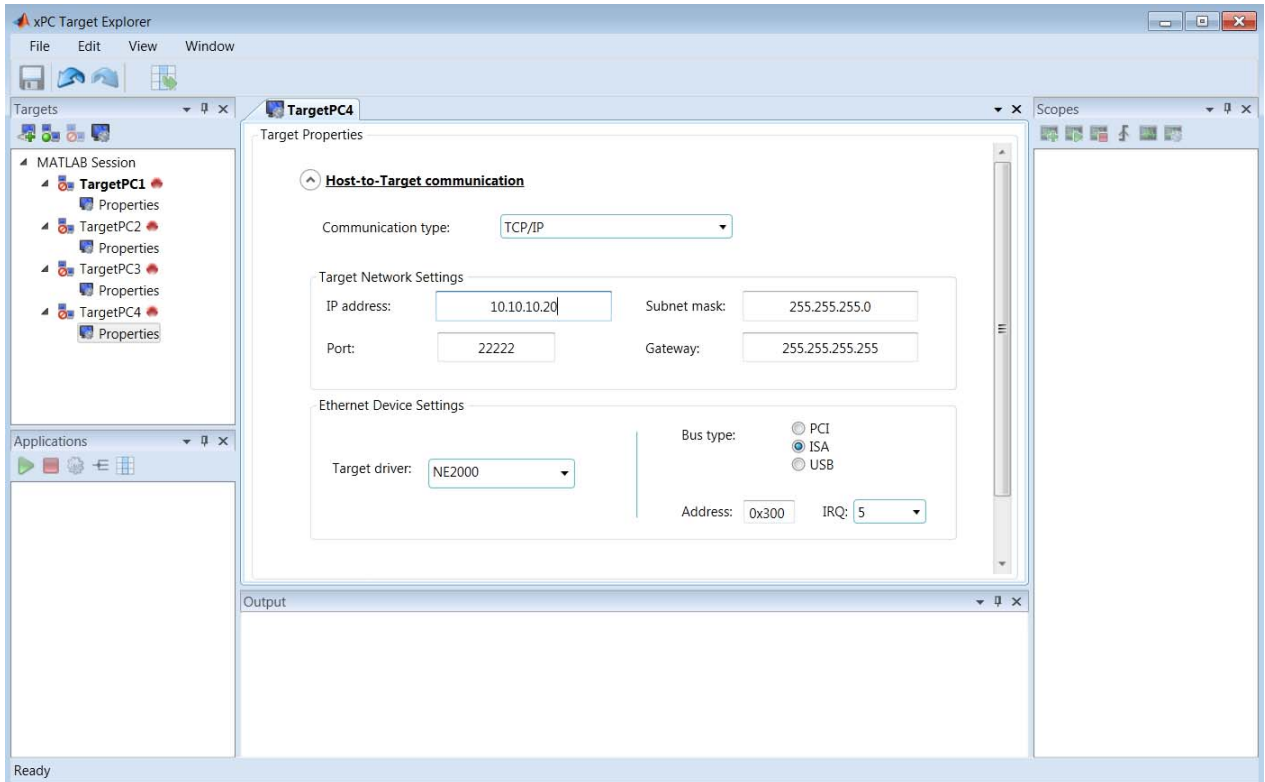 xPC Target Explorer
File Edit View Window
Targets
MATLAB Session
TargetPC1
Properties
TargetPC2
Properties
TargetPC3
Properties
TargetPC4
Properties
Applications
TargetPC4
Target Properties
Host-to-Target communication
Communication type: TCP/IP
Target Network Settings
IP address: 10.10.10.20 Subnet mask: 255.255.255.0
Port: 22222 Gateway: 255.255.255.255
Ethernet Device Settings
Target driver: NE2000
Bus type: PCI
ISA
USB
Address: 0x300 IRQ: 5
Output
Scopes
Ready